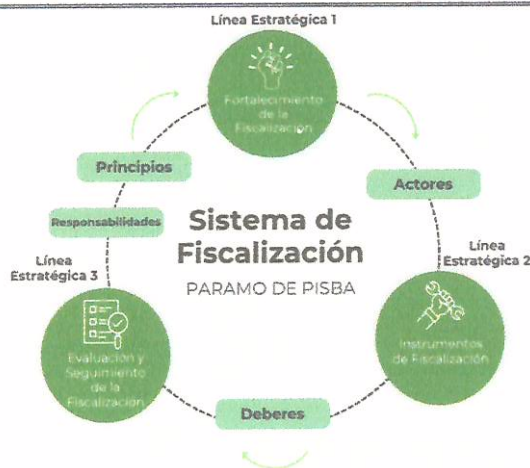 Línea Estratégica 1
Fortalecimiento
de la
Fiscalización
Principios
Actores
Responsabilidades
Sistema de
Fiscalización
PARAMO DE PISBA
Línea
Estratégica 3
Línea
Estratégica 2
Evaluación y
Seguimiento
de la
Fiscalización
Instrumentos
de Fiscalización
Deberes